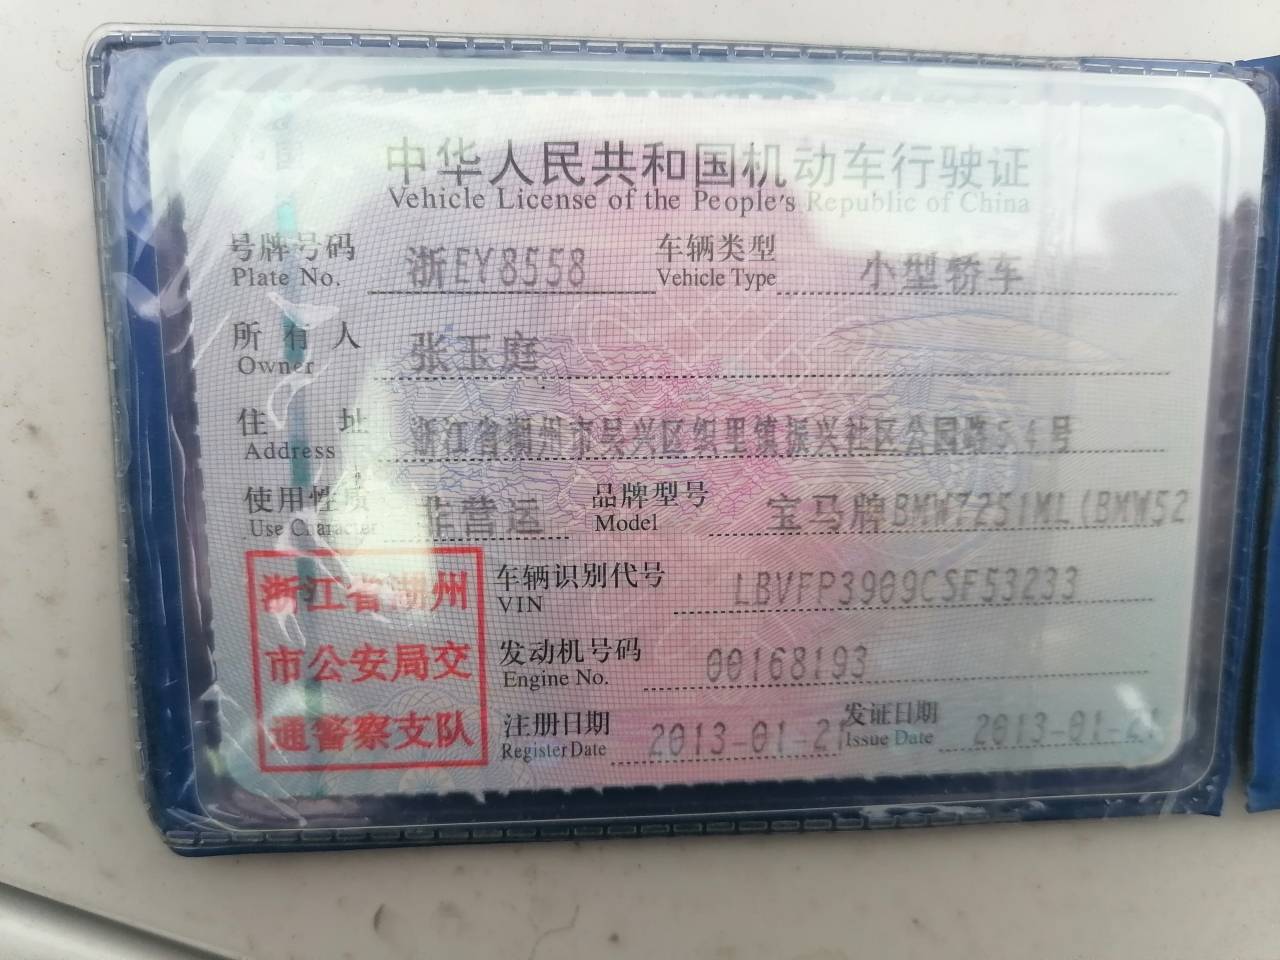 中华人民共和国机动车行驶证
Vehicle License of the People's Republic of China
号牌号码 浙EY8558 车辆类型 小型轿车
Plate No. Vehicle Type
所有人 张玉庭
Owner
住址 浙江省湖州市吴兴区织里镇振兴社区公园路54号
Address
使用性质 非营运 品牌型号 宝马牌BMW7251ML(BMW52
Use Character Model
浙江省湖州 车辆识别代号 LBVFP3909CSF53233
VIN
市公安局交 发动机号码 00168193
Engine No.
通警察支队 注册日期 2013-01-21 发证日期 2013-01-21
Register Date Issue Date